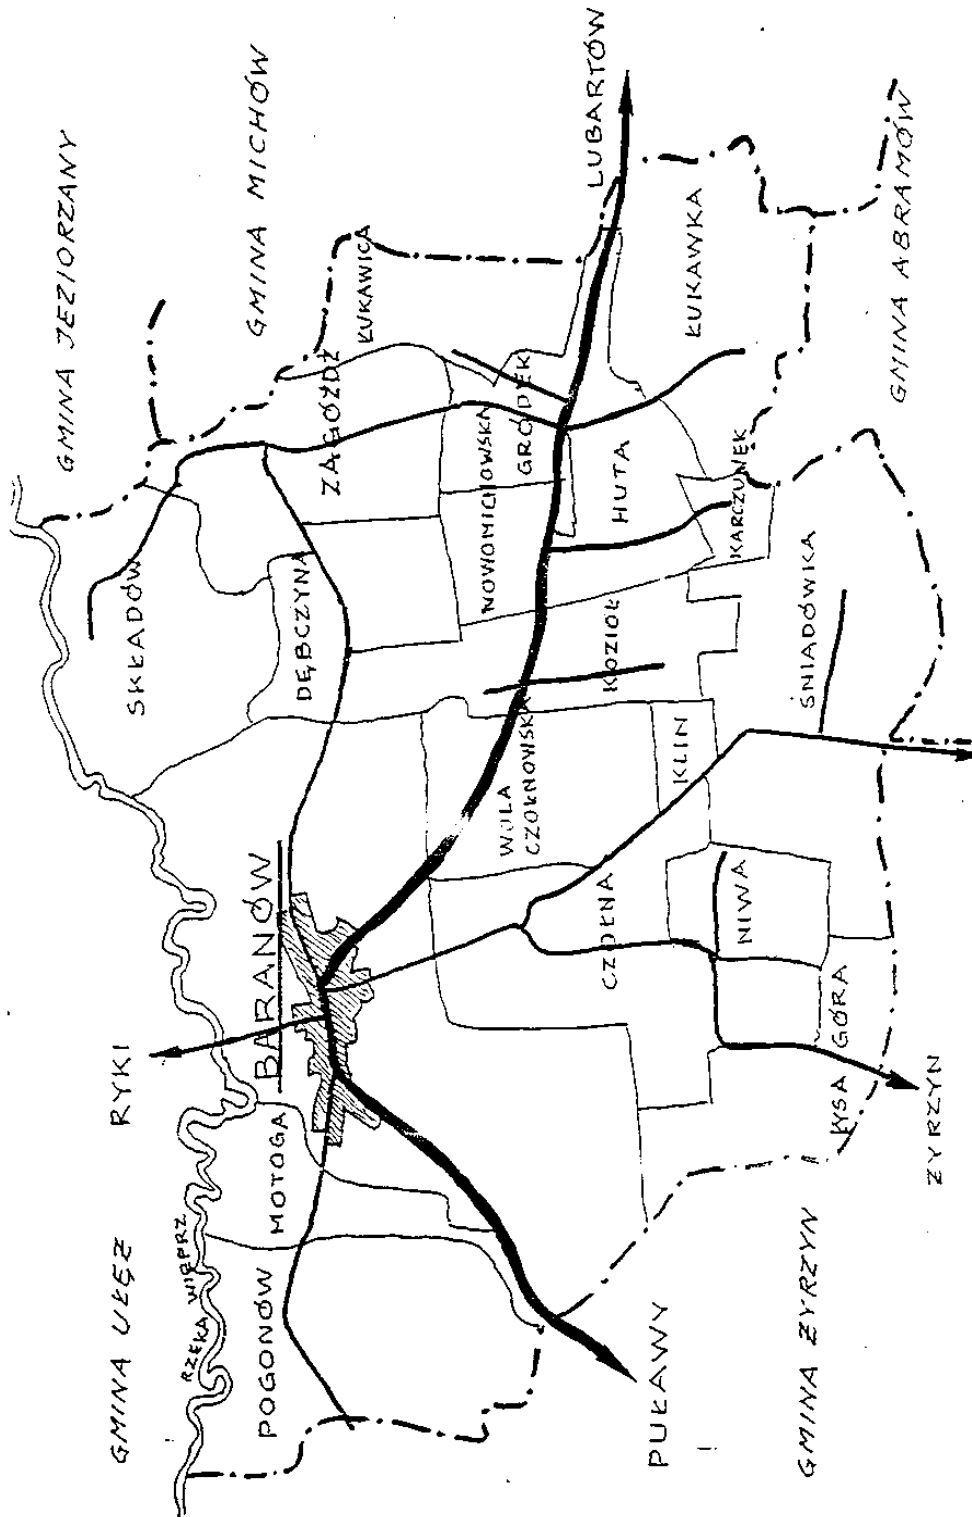 GMINA UŁĘŻ
RYKI
SKŁADÓW
GMINA JEZIORZANY
RZEKA WIEPRZ
POGONÓW
MOTOGA
BARANÓW
DĘBCZYNA
ZAGÓŹDŹ
GMINA MICHÓW
ŁUKAWICA
NOWOMICHOWSKA
GRÓDEK
WOLA
CZOŁNOWSKA
LUBARTÓW
PUŁAWY
CZOŁNA
KOZIOŁ
HUTA
KLIN
ŁUKAWKA
NIWA
KARCZUNEK
GMINA ŻYRZYN
ŁYSA GÓRA
ŚNIADÓWKA
GMINA ABRAMÓW
ŻYRZYN